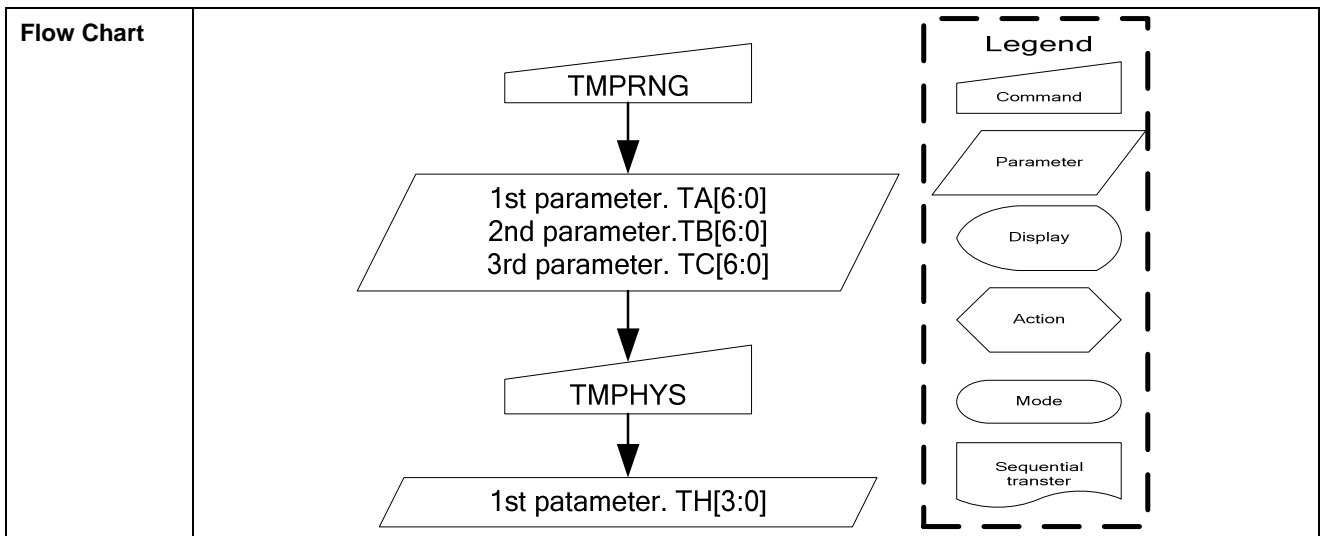 Flow Chart
TMPRNG
1st parameter. TA[6:0]
2nd parameter.TB[6:0]
3rd parameter. TC[6:0]
TMPHYS
1st patameter. TH[3:0]
Legend
Command
Parameter
Display
Action
Mode
Sequential
transter